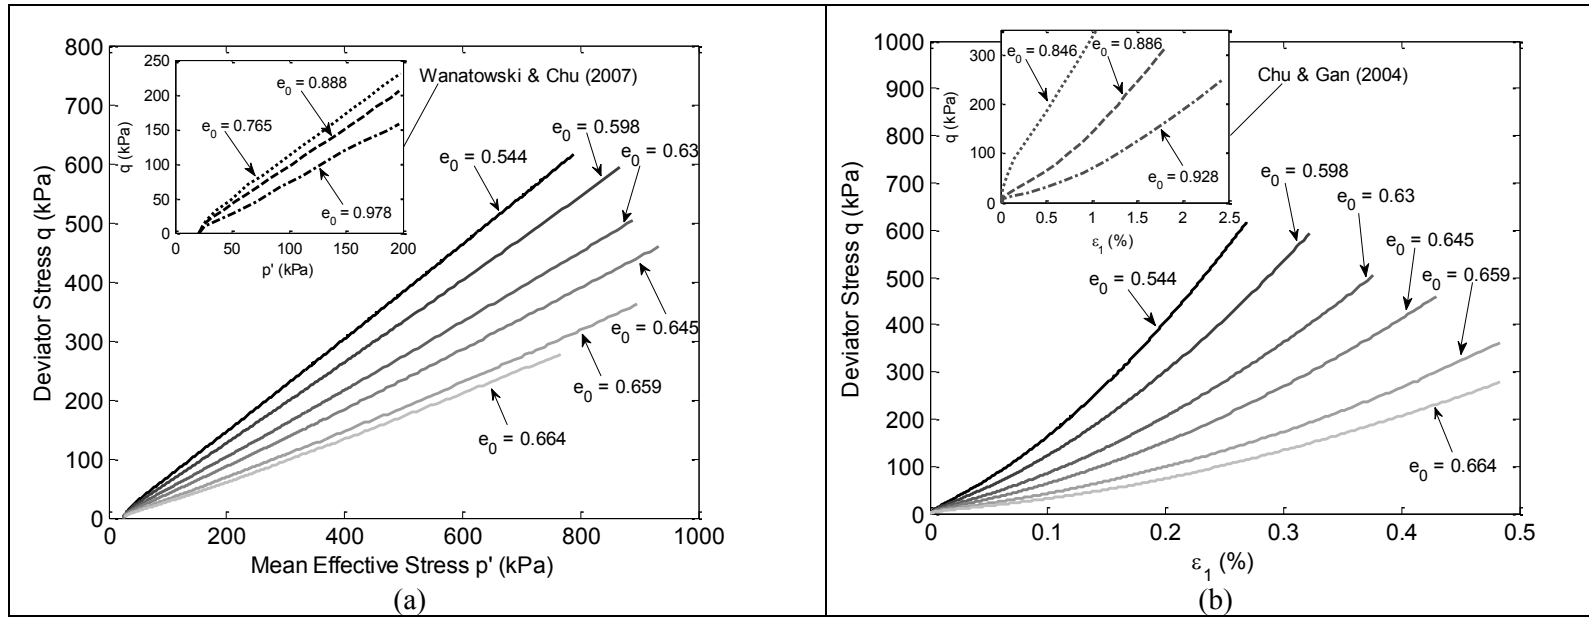 800
700
600
500
400
300
200
100
0
Deviator Stress q (kPa)
0
200
400
600
800
1000
Mean Effective Stress p' (kPa)
250
200
150
100
50
0
q (kPa)
0
50
100
150
200
p' (kPa)
e0 = 0.888
e0 = 0.765
e0 = 0.978
Wanatowski & Chu (2007)
e0 = 0.544
e0 = 0.598
e0 = 0.63
e0 = 0.645
e0 = 0.659
e0 = 0.664
(a)
1000
900
800
700
600
500
400
300
200
100
0
Deviator Stress q (kPa)
0
0.1
0.2
0.3
0.4
0.5
ε1 (%)
300
200
100
0
q (kPa)
0
0.5
1
1.5
2
2.5
ε1 (%)
e0 = 0.846
e0 = 0.886
e0 = 0.928
Chu & Gan (2004)
e0 = 0.544
e0 = 0.598
e0 = 0.63
e0 = 0.645
e0 = 0.659
e0 = 0.664
(b)